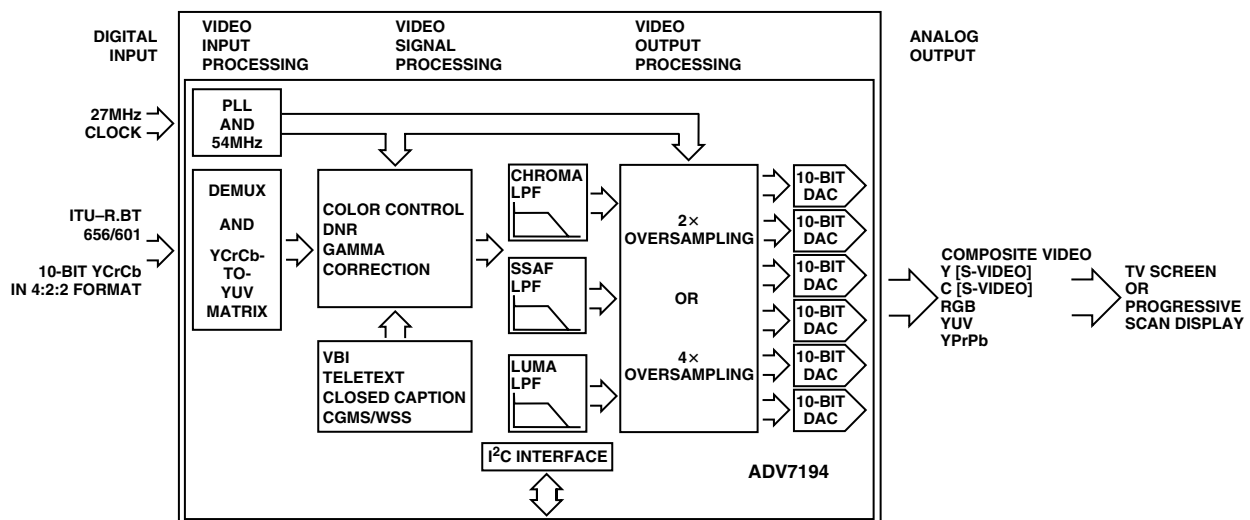 DIGITAL
INPUT
VIDEO
INPUT
PROCESSING
VIDEO
SIGNAL
PROCESSING
VIDEO
OUTPUT
PROCESSING
ANALOG
OUTPUT
27MHz
CLOCK
PLL
AND
54MHz
ITU–R.BT
656/601
10-BIT YCrCb
IN 4:2:2 FORMAT
DEMUX
AND
YCrCb-
TO-
YUV
MATRIX
COLOR CONTROL
DNR
GAMMA
CORRECTION
VBI
TELETEXT
CLOSED CAPTION
CGMS/WSS
CHROMA
LPF
SSAF
LPF
LUMA
LPF
2×
OVERSAMPLING
OR
4×
OVERSAMPLING
10-BIT
DAC
10-BIT
DAC
10-BIT
DAC
10-BIT
DAC
10-BIT
DAC
10-BIT
DAC
COMPOSITE VIDEO
Y [S-VIDEO]
C [S-VIDEO]
RGB
YUV
YPrPb
TV SCREEN
OR
PROGRESSIVE
SCAN DISPLAY
I²C INTERFACE
ADV7194